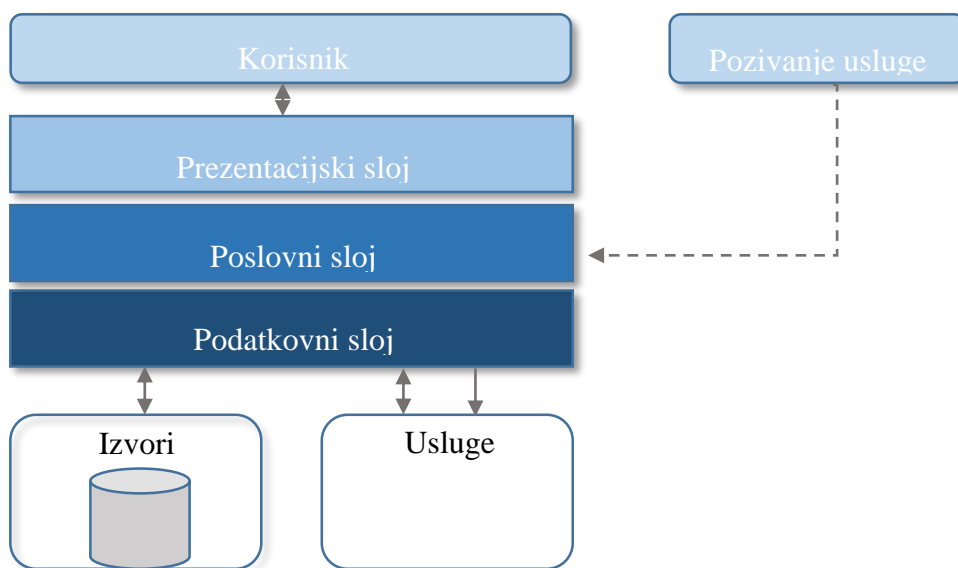 Korisnik
Pozivanje usluge
Prezentacijski sloj
Poslovni sloj
Podatkovni sloj
Izvori
Usluge